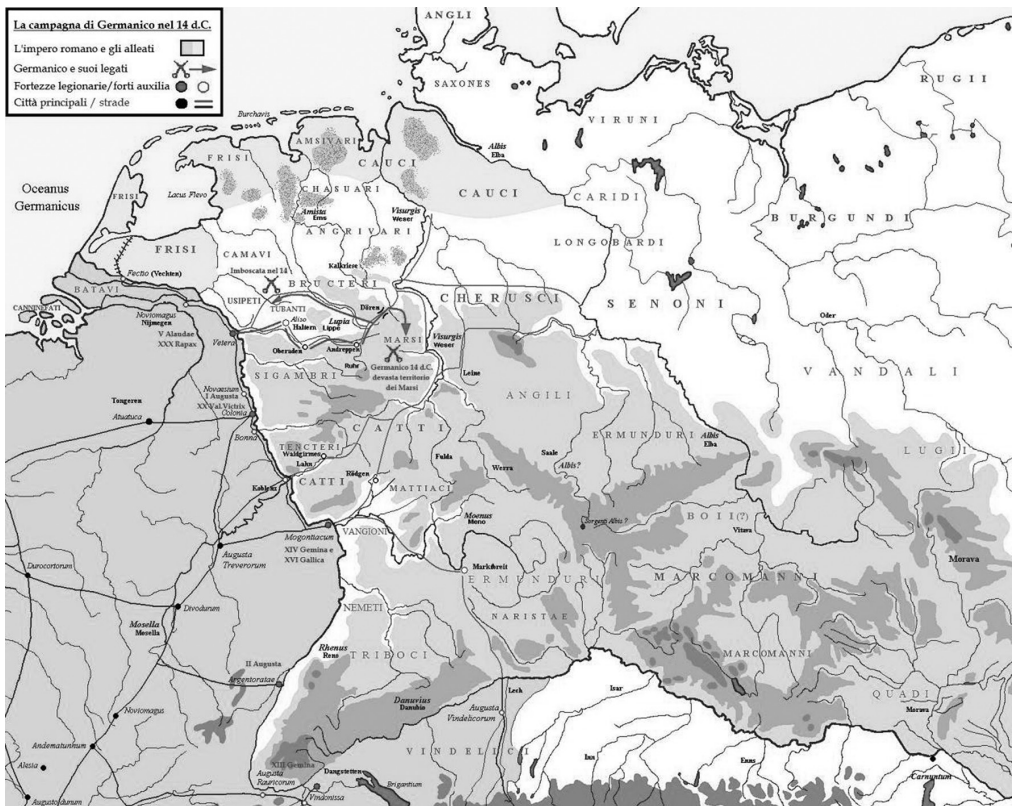 La campagna di Germanico nel 14 d.C.
L'impero romano e gli alleati
Germanico e suoi legati
Fortezze legionarie/forti auxilia
Città principali / strade
ANGLI
SAXONES
RUGII
VIRUNI
Burchavis
AMSIVARI
FRISI
CAUCI
Albis
Elba
CHASUARI
CAUCI
CARIDI
Oceanus
Germanicus
FRISI
Lacus Flevo
Amisia
Ems
Visurgis
Weser
BURGUNDI
ANGRIVARI
LONGOBARDI
FRISI
CAMAVI
Kalkriese
Fectio (Vechten)
Imboscata nel 14
BRUCTERI
BATAVI
CHERUSCI
SENONI
USIPETI
TUBANTI
CANNINEFATI
Noviomagus
Nijmegen
Aliso
Haltern
Lupia
Lippe
Dören
Oder
V Alaudae
XXX Rapax
Vetera
MARSI
Visurgis
Weser
Oberaden
Andreppen
Ruhr
Germanico 14 d.C.
devasta territorio
dei Marsi
Leine
VANDALI
SIGAMBRI
Novaesium
I Augusta
XX Val. Victrix
Colonia
ANGILI
Tongeren
Atuatuca
CATTI
ERMUNDURI
Albis
Elba
Bonna
TENCTERI
Waldgirmes
Lahn
Fulda
Werra
Saale
Albis?
LUGII
Koblenz
CATTI
Rödgen
MATTIACI
Moenus
Meno
Sorgenti Albis ?
BOII(?)
Vltava
VANGIONI
Mogontiacum
XIV Gemina e
XVI Gallica
Augusta
Treverorum
Morava
Durocortorum
Marktbreit
ERMUNDURI
MARCOMANNI
Divodurum
NEMETI
NARISTAE
Mosella
Mosella
Rhenus
Reno
TRIBOCI
MARCOMANNI
II Augusta
Argentoratae
Danuvius
Danubio
Lech
Isar
QUADI
Morava
Noviomagus
Augusta
Vindelicorum
Andematunhum
VINDELICI
Inn
Enns
Alesia
XIII Gemina
Augusta
Rauricorum
Dangstetten
Brigantium
Carnuntum
Vindonissa
Augustodunum